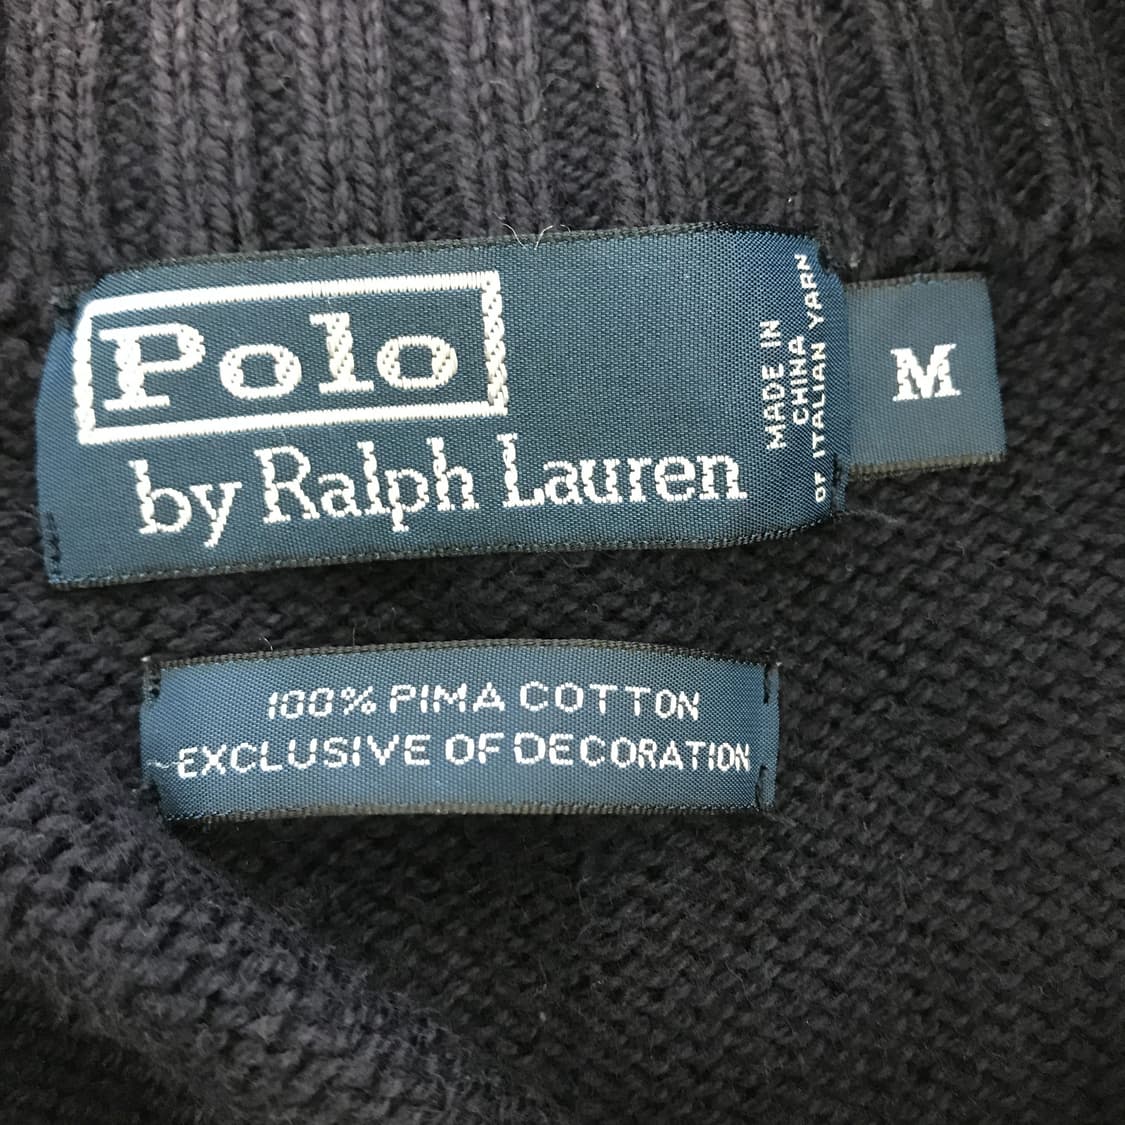 Polo
by Ralph Lauren
MADE IN
CHINA
OF ITALIAN YARN
M
100% PIMA COTTON
EXCLUSIVE OF DECORATION